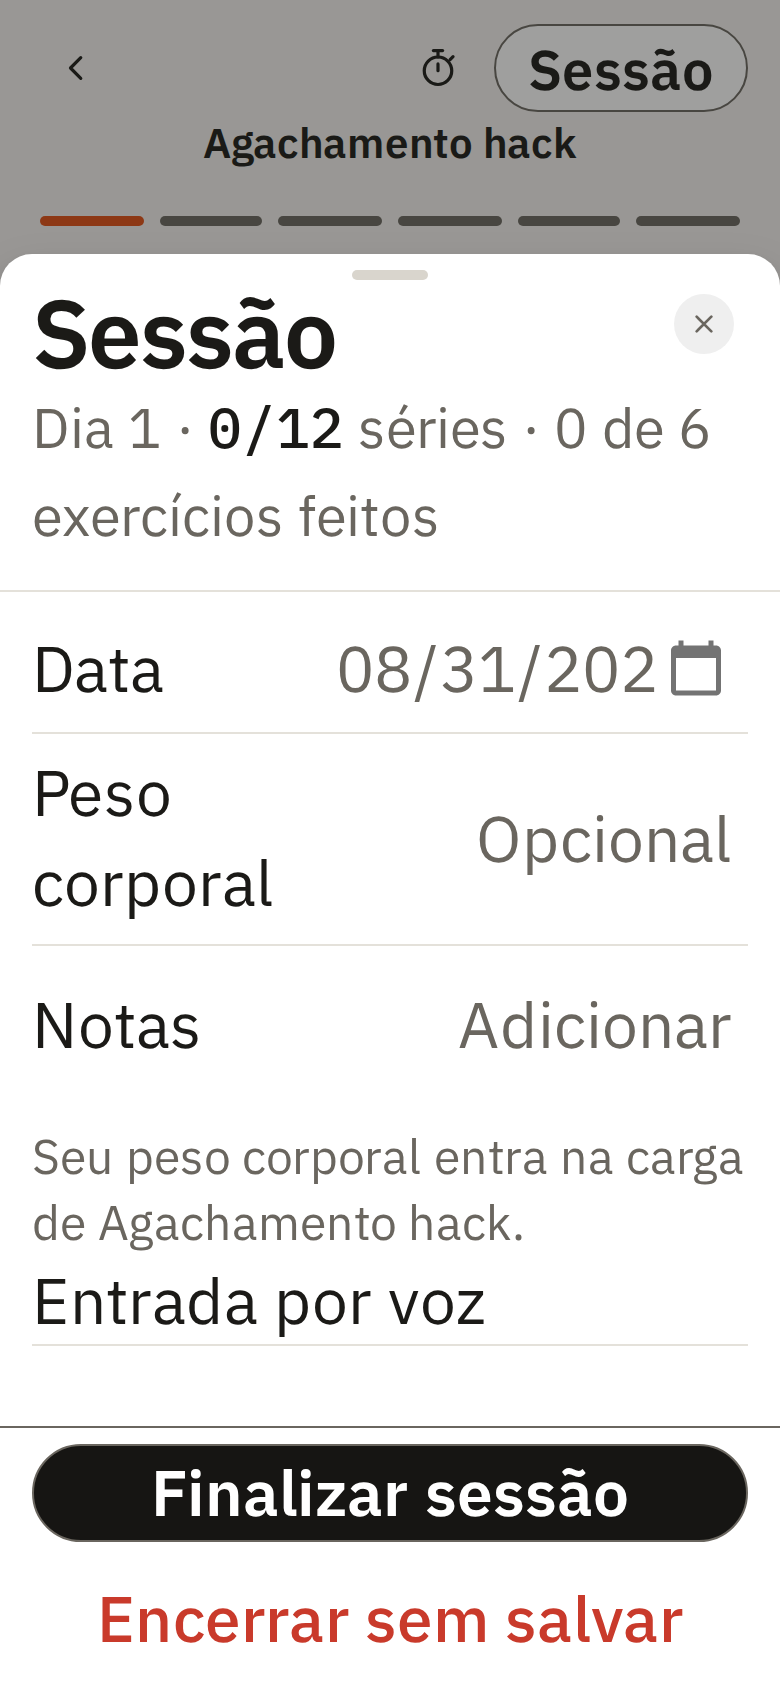 Sessão
Agachamento hack
Sessão
Dia 1 · 0/12 séries · 0 de 6
exercícios feitos
Data 08/31/202
Peso
corporal
Opcional
Notas Adicionar
Seu peso corporal entra na carga
de Agachamento hack.
Entrada por voz
Finalizar sessão
Encerrar sem salvar